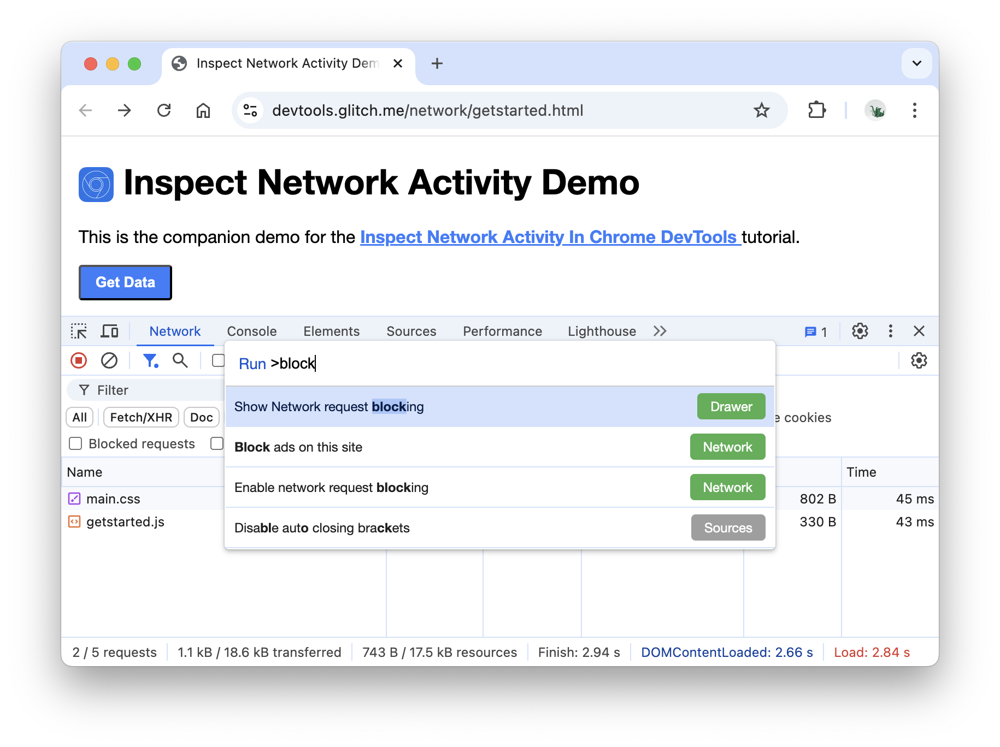 Inspect Network Activity Dem
devtools.glitch.me/network/getstarted.html
Inspect Network Activity Demo
This is the companion demo for the Inspect Network Activity In Chrome DevTools tutorial.
Get Data
Network Console Elements Sources Performance Lighthouse 1
Run >block
Filter
Show Network request blocking Drawer
All Fetch/XHR Doc e cookies
Blocked requests Block ads on this site Network
Name Time
Enable network request blocking Network
main.css 802 B 45 ms
getstarted.js 330 B 43 ms
Disable auto closing brackets Sources
2 / 5 requests 1.1 kB / 18.6 kB transferred 743 B / 17.5 kB resources Finish: 2.94 s DOMContentLoaded: 2.66 s Load: 2.84 s